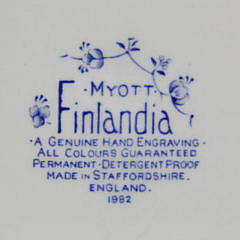 ·MYOTT·
Finlandia
·A GENUINE HAND ENGRAVING·
ALL COLOURS GUARANTEED
PERMANENT·DETERGENT PROOF
MADE IN STAFFORDSHIRE.
ENGLAND.
1982